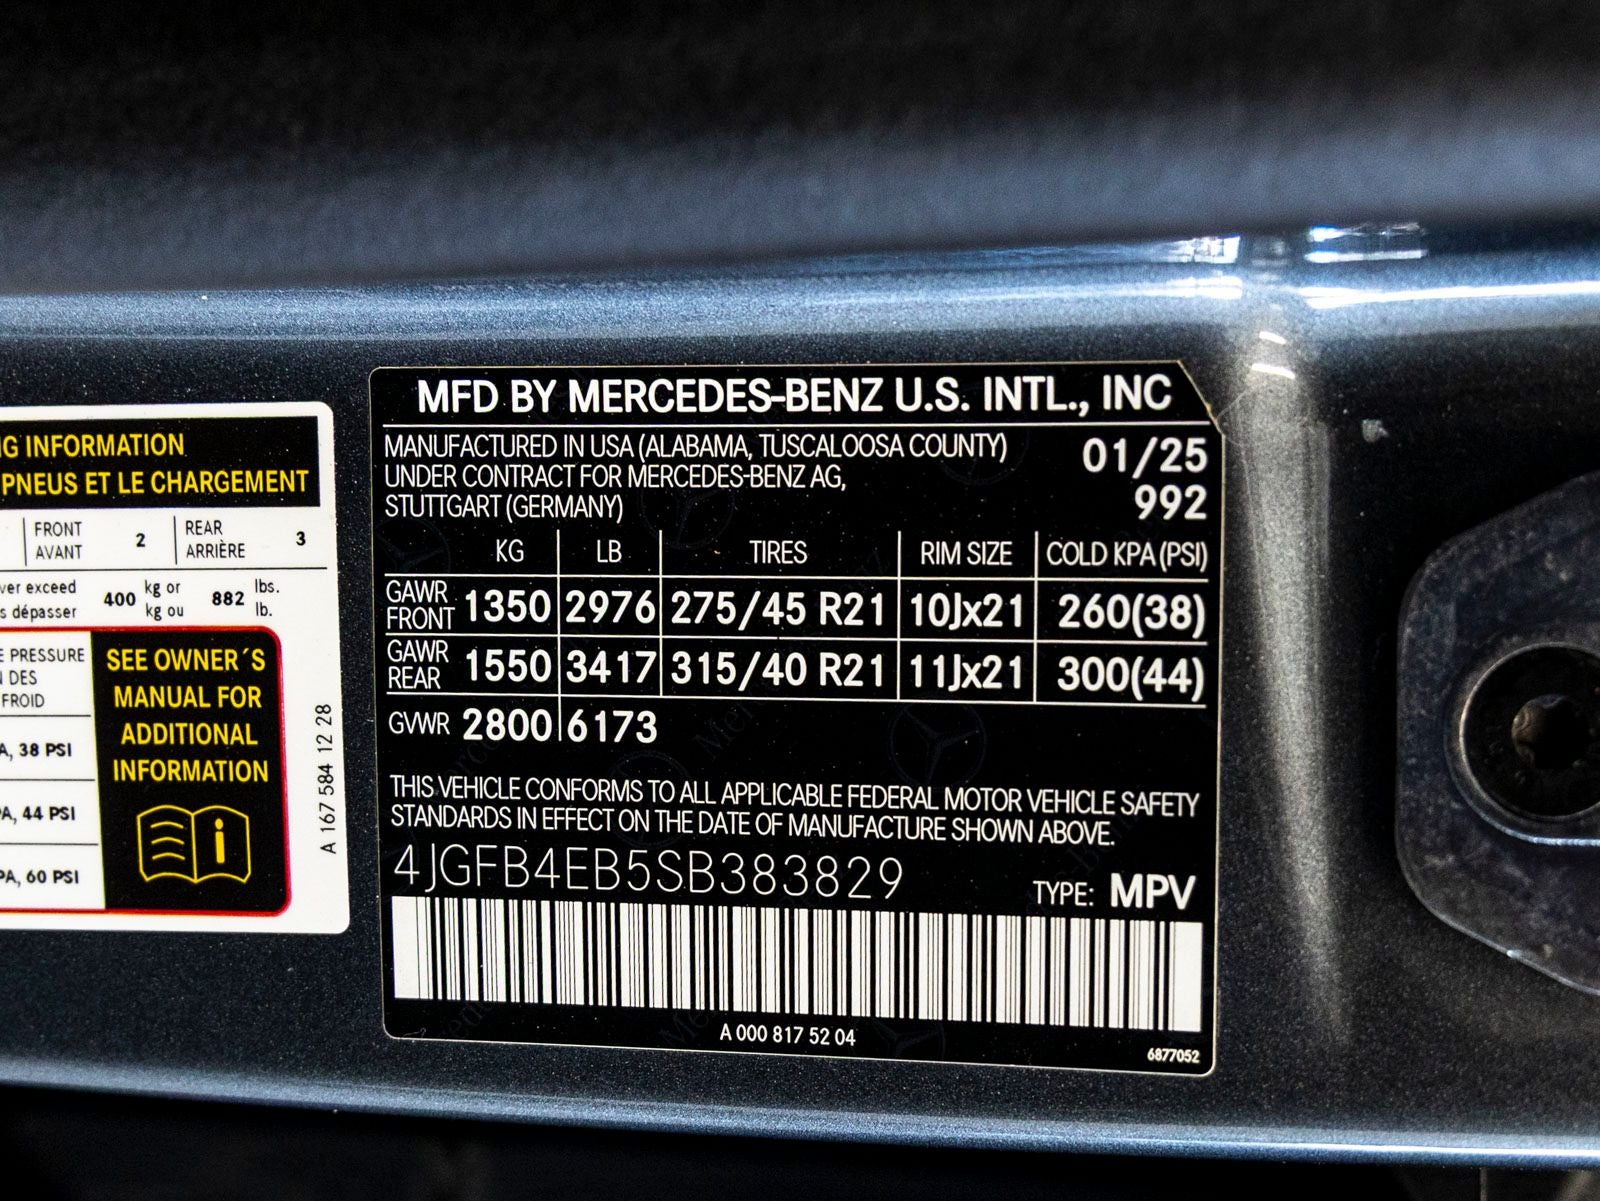 G INFORMATION
PNEUS ET LE CHARGEMENT
FRONT
AVANT
2
REAR
ARRIÈRE
3
ver exceed
s dépasser
400
kg or
kg ou
882
lbs.
lb.
E PRESSURE
DES
FROID
A, 38 PSI
A, 44 PSI
PA, 60 PSI
SEE OWNER´S
MANUAL FOR
ADDITIONAL
INFORMATION
A 167 584 12 28
MFD BY MERCEDES-BENZ U.S. INTL., INC
MANUFACTURED IN USA (ALABAMA, TUSCALOOSA COUNTY)
UNDER CONTRACT FOR MERCEDES-BENZ AG,
STUTTGART (GERMANY)
01/25
992
KG LB TIRES RIM SIZE COLD KPA (PSI)
GAWR FRONT 1350 2976 275/45 R21 10Jx21 260(38)
GAWR REAR 1550 3417 315/40 R21 11Jx21 300(44)
GVWR 2800 6173
THIS VEHICLE CONFORMS TO ALL APPLICABLE FEDERAL MOTOR VEHICLE SAFETY
STANDARDS IN EFFECT ON THE DATE OF MANUFACTURE SHOWN ABOVE.
4JGFB4EB5SB383829
TYPE: MPV
A 000 817 52 04
6877052